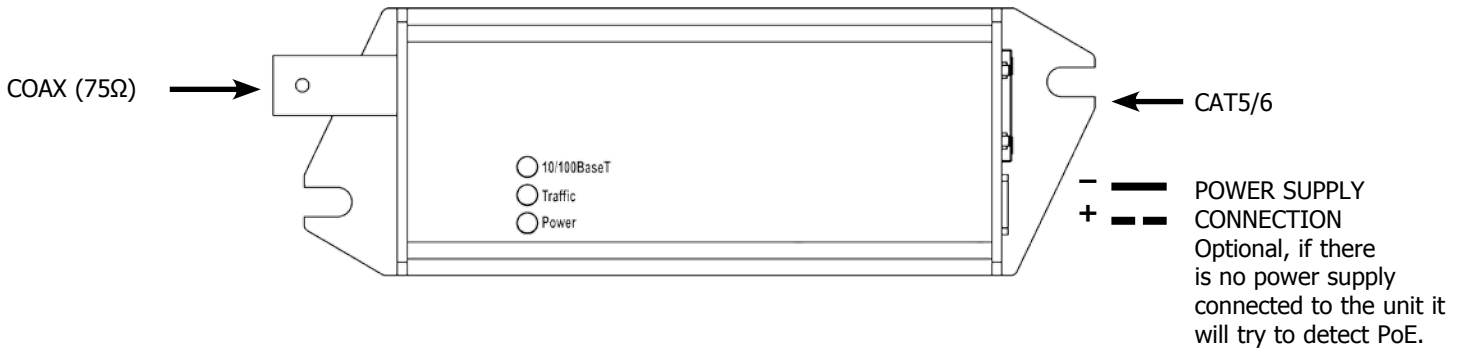 COAX (75Ω)
10/100BaseT
Traffic
Power
CAT5/6
– POWER SUPPLY
+ CONNECTION
Optional, if there
is no power supply
connected to the unit it
will try to detect PoE.